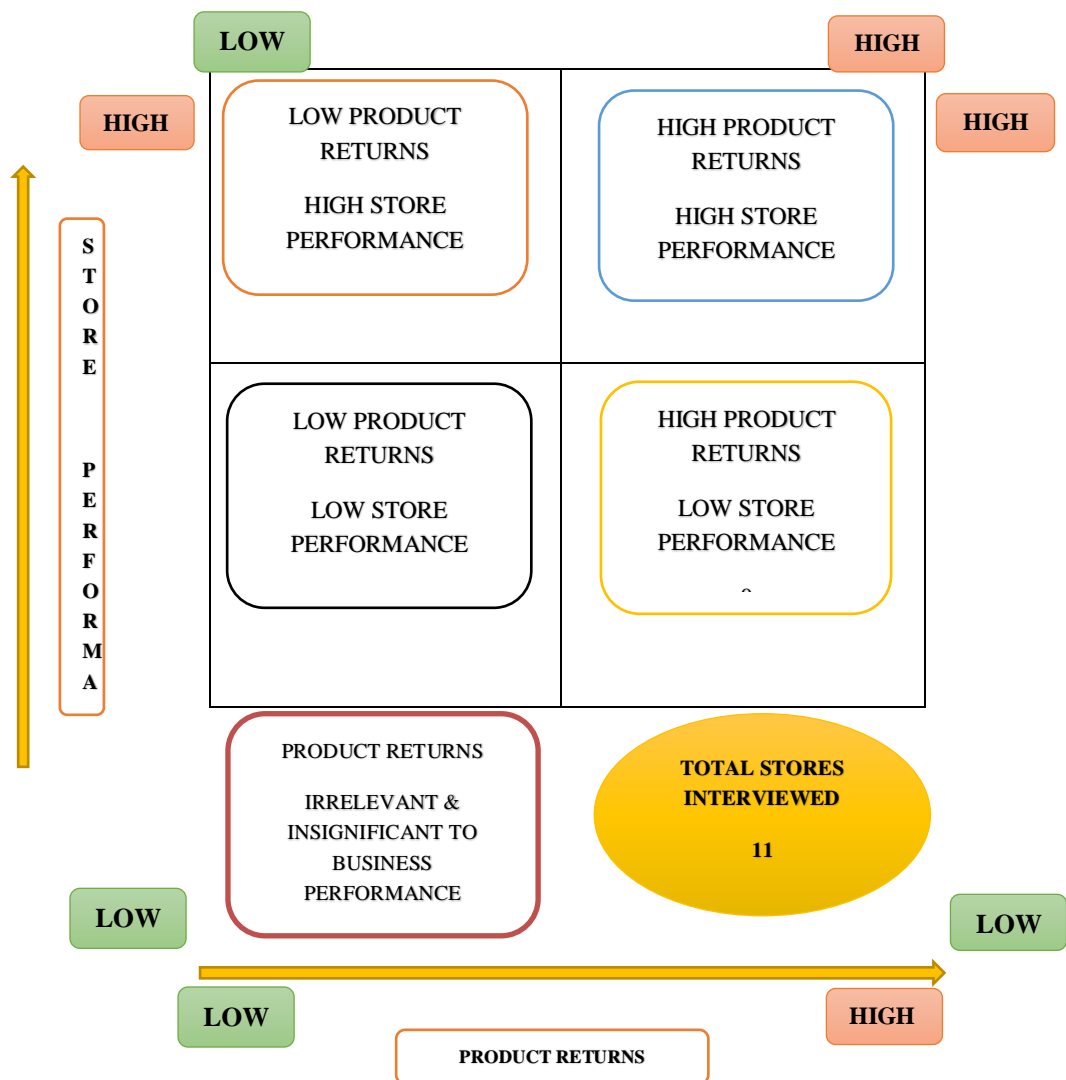 LOW
HIGH
HIGH
HIGH
LOW PRODUCT
RETURNS
HIGH STORE
PERFORMANCE
HIGH PRODUCT
RETURNS
HIGH STORE
PERFORMANCE
STORE
PERFORMA
LOW PRODUCT
RETURNS
LOW STORE
PERFORMANCE
HIGH PRODUCT
RETURNS
LOW STORE
PERFORMANCE
PRODUCT RETURNS
IRRELEVANT &
INSIGNIFICANT TO
BUSINESS
PERFORMANCE
TOTAL STORES
INTERVIEWED
11
LOW
LOW
LOW
HIGH
PRODUCT RETURNS